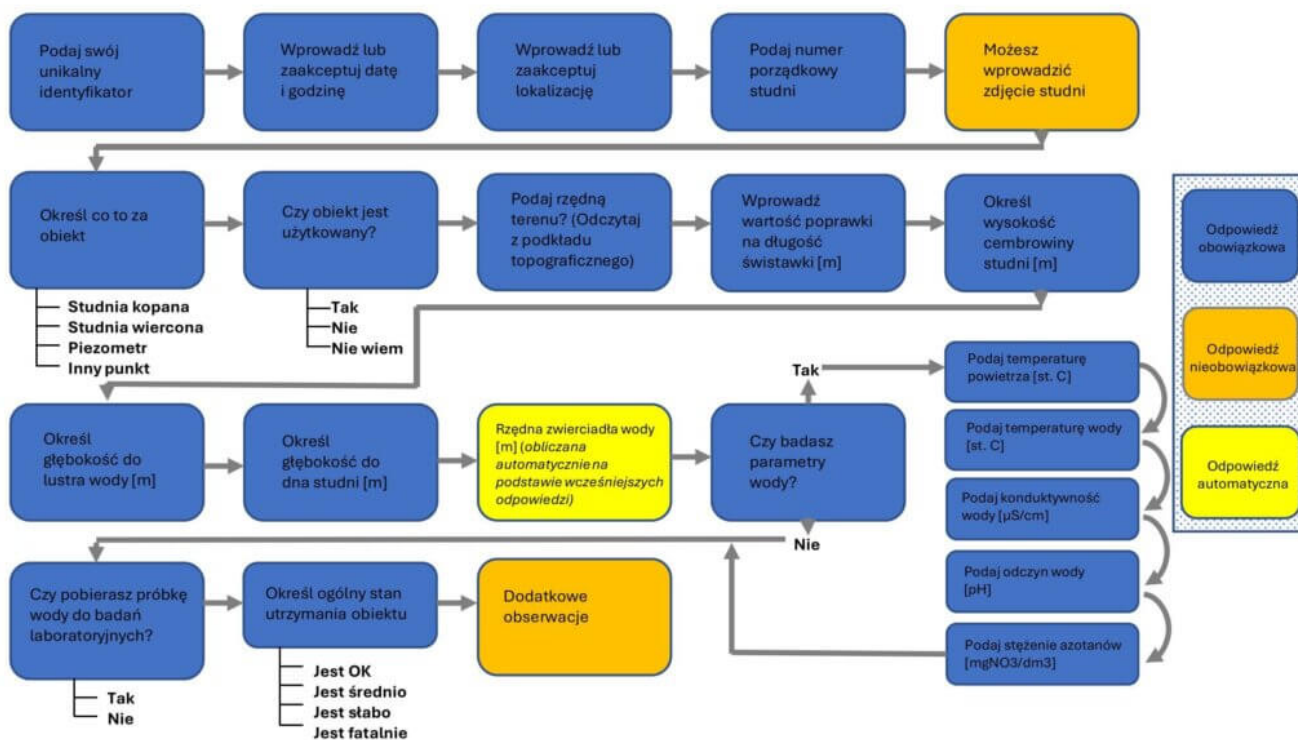 Podaj swój
unikalny
identyfikator
Wprowadź lub
zaakceptuj datę
i godzinę
Wprowadź lub
zaakceptuj
lokalizację
Podaj numer
porządkowy
studni
Możesz
wprowadzić
zdjęcie studni
Określ co to za
obiekt
Studnia kopana
Studnia wiercona
Piezometr
Inny punkt
Czy obiekt jest
użytkowany?
Tak
Nie
Nie wiem
Podaj rzędną
terenu? (Odczytaj
z podkładu
topograficznego)
Wprowadź
wartość poprawki
na długość
świstawki [m]
Określ
wysokość
cembrowiny
studni [m]
Odpowiedź
obowiązkowa
Odpowiedź
nieobowiązkowa
Odpowiedź
automatyczna
Określ
głębokość do
lustra wody [m]
Określ
głębokość do
dna studni [m]
Rzędna zwierciadła wody
[m] (obliczana
automatycznie na
podstawie wcześniejszych
odpowiedzi)
Czy badasz
parametry
wody?
Tak
Nie
Podaj temperaturę
powietrza [st. C]
Podaj temperaturę wody
[st. C]
Podaj konduktywność
wody [µS/cm]
Podaj odczyn wody
[pH]
Podaj stężenie azotanów
[mgNO3/dm3]
Czy pobierasz próbkę
wody do badań
laboratoryjnych?
Tak
Nie
Określ ogólny stan
utrzymania obiektu
Jest OK
Jest średnio
Jest słabo
Jest fatalnie
Dodatkowe
obserwacje